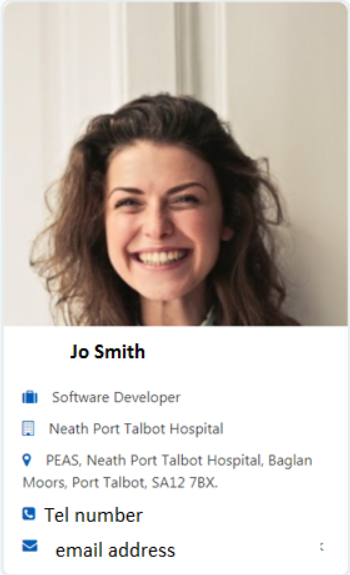 Jo Smith
Software Developer
Neath Port Talbot Hospital
PEAS, Neath Port Talbot Hospital, Baglan
Moors, Port Talbot, SA12 7BX.
Tel number
email address